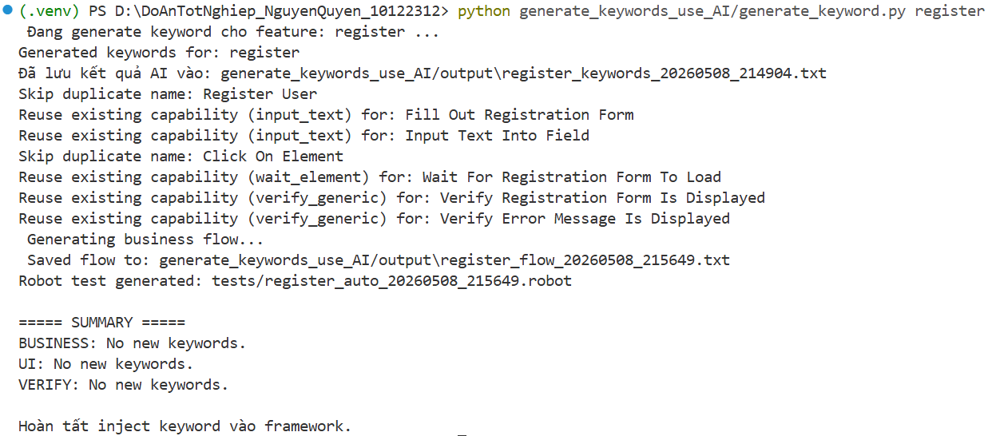 (.venv) PS D:\DoAnTotNghiep_NguyenQuyen_10122312> python generate_keywords_use_AI/generate_keyword.py register
Đang generate keyword cho feature: register ...
Generated keywords for: register
Đã lưu kết quả AI vào: generate_keywords_use_AI/output\register_keywords_20260508_214904.txt
Skip duplicate name: Register User
Reuse existing capability (input_text) for: Fill Out Registration Form
Reuse existing capability (input_text) for: Input Text Into Field
Skip duplicate name: Click On Element
Reuse existing capability (wait_element) for: Wait For Registration Form To Load
Reuse existing capability (verify_generic) for: Verify Registration Form Is Displayed
Reuse existing capability (verify_generic) for: Verify Error Message Is Displayed
Generating business flow...
Saved flow to: generate_keywords_use_AI/output\register_flow_20260508_215649.txt
Robot test generated: tests/register_auto_20260508_215649.robot
===== SUMMARY =====
BUSINESS: No new keywords.
UI: No new keywords.
VERIFY: No new keywords.
Hoàn tất inject keyword vào framework.